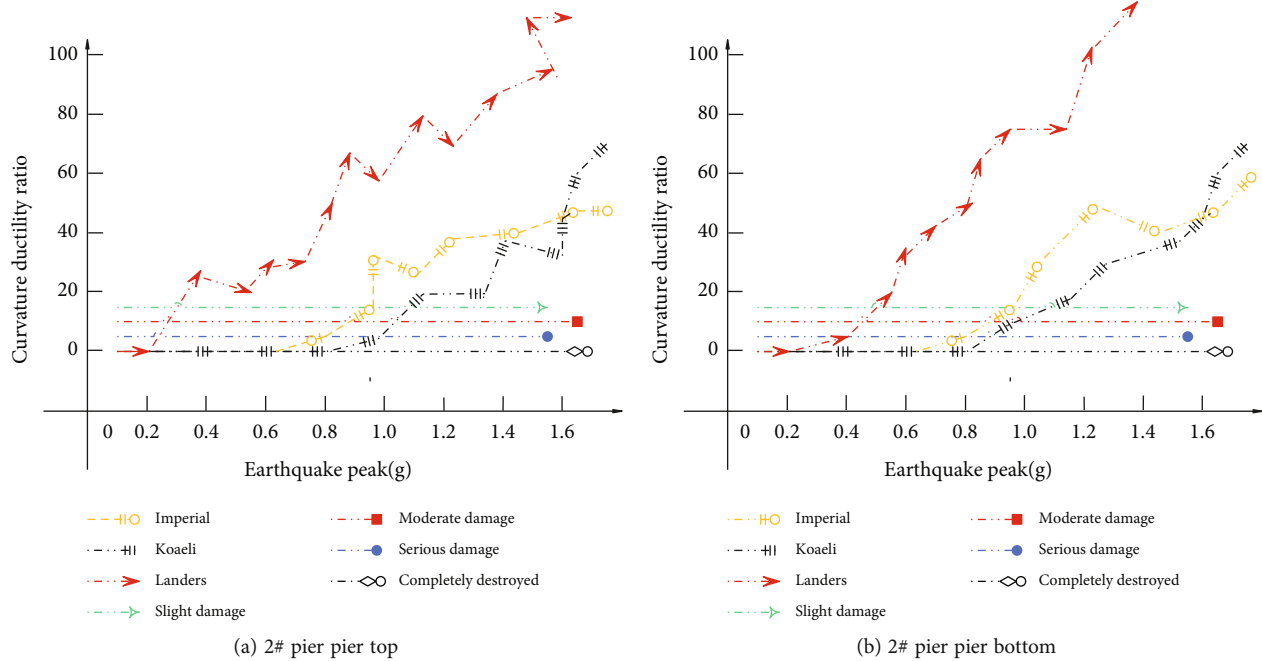 100
80
60
40
20
0
Curvature ductility ratio
0 0.2 0.4 0.6 0.8 1.0 1.2 1.4 1.6
Earthquake peak(g)
Imperial
Koaeli
Landers
Slight damage
Moderate damage
Serious damage
Completely destroyed
(a) 2# pier pier top
100
80
60
40
20
0
Curvature ductility ratio
0 0.2 0.4 0.6 0.8 1.0 1.2 1.4 1.6
Earthquake peak(g)
Imperial
Koaeli
Landers
Slight damage
Moderate damage
Serious damage
Completely destroyed
(b) 2# pier pier bottom